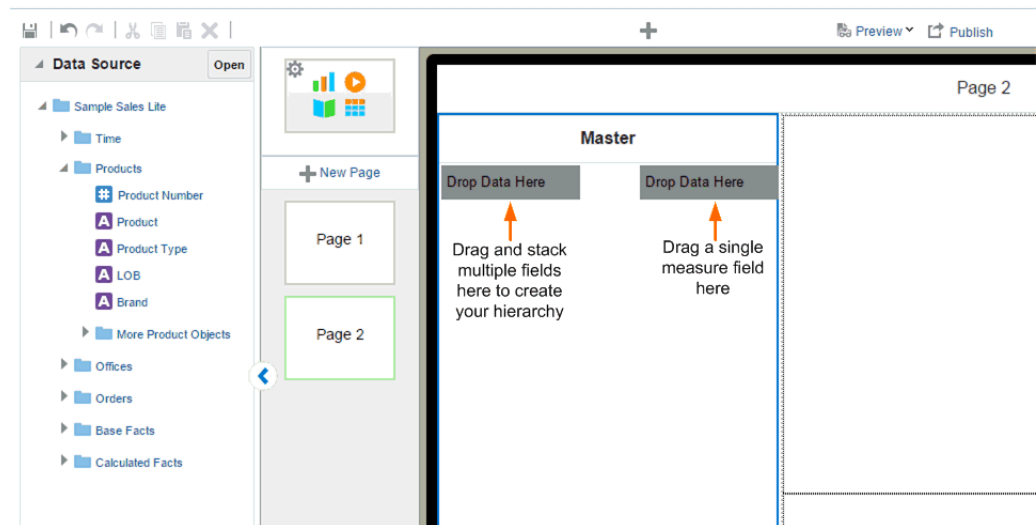 Preview
Publish
Data Source
Open
Sample Sales Lite
Time
Products
Product Number
A Product
A Product Type
A LOB
A Brand
More Product Objects
Offices
Orders
Base Facts
Calculated Facts
New Page
Page 1
Page 2
Page 2
Master
Drop Data Here
Drop Data Here
Drag and stack
multiple fields
here to create
your hierarchy
Drag a single
measure field
here